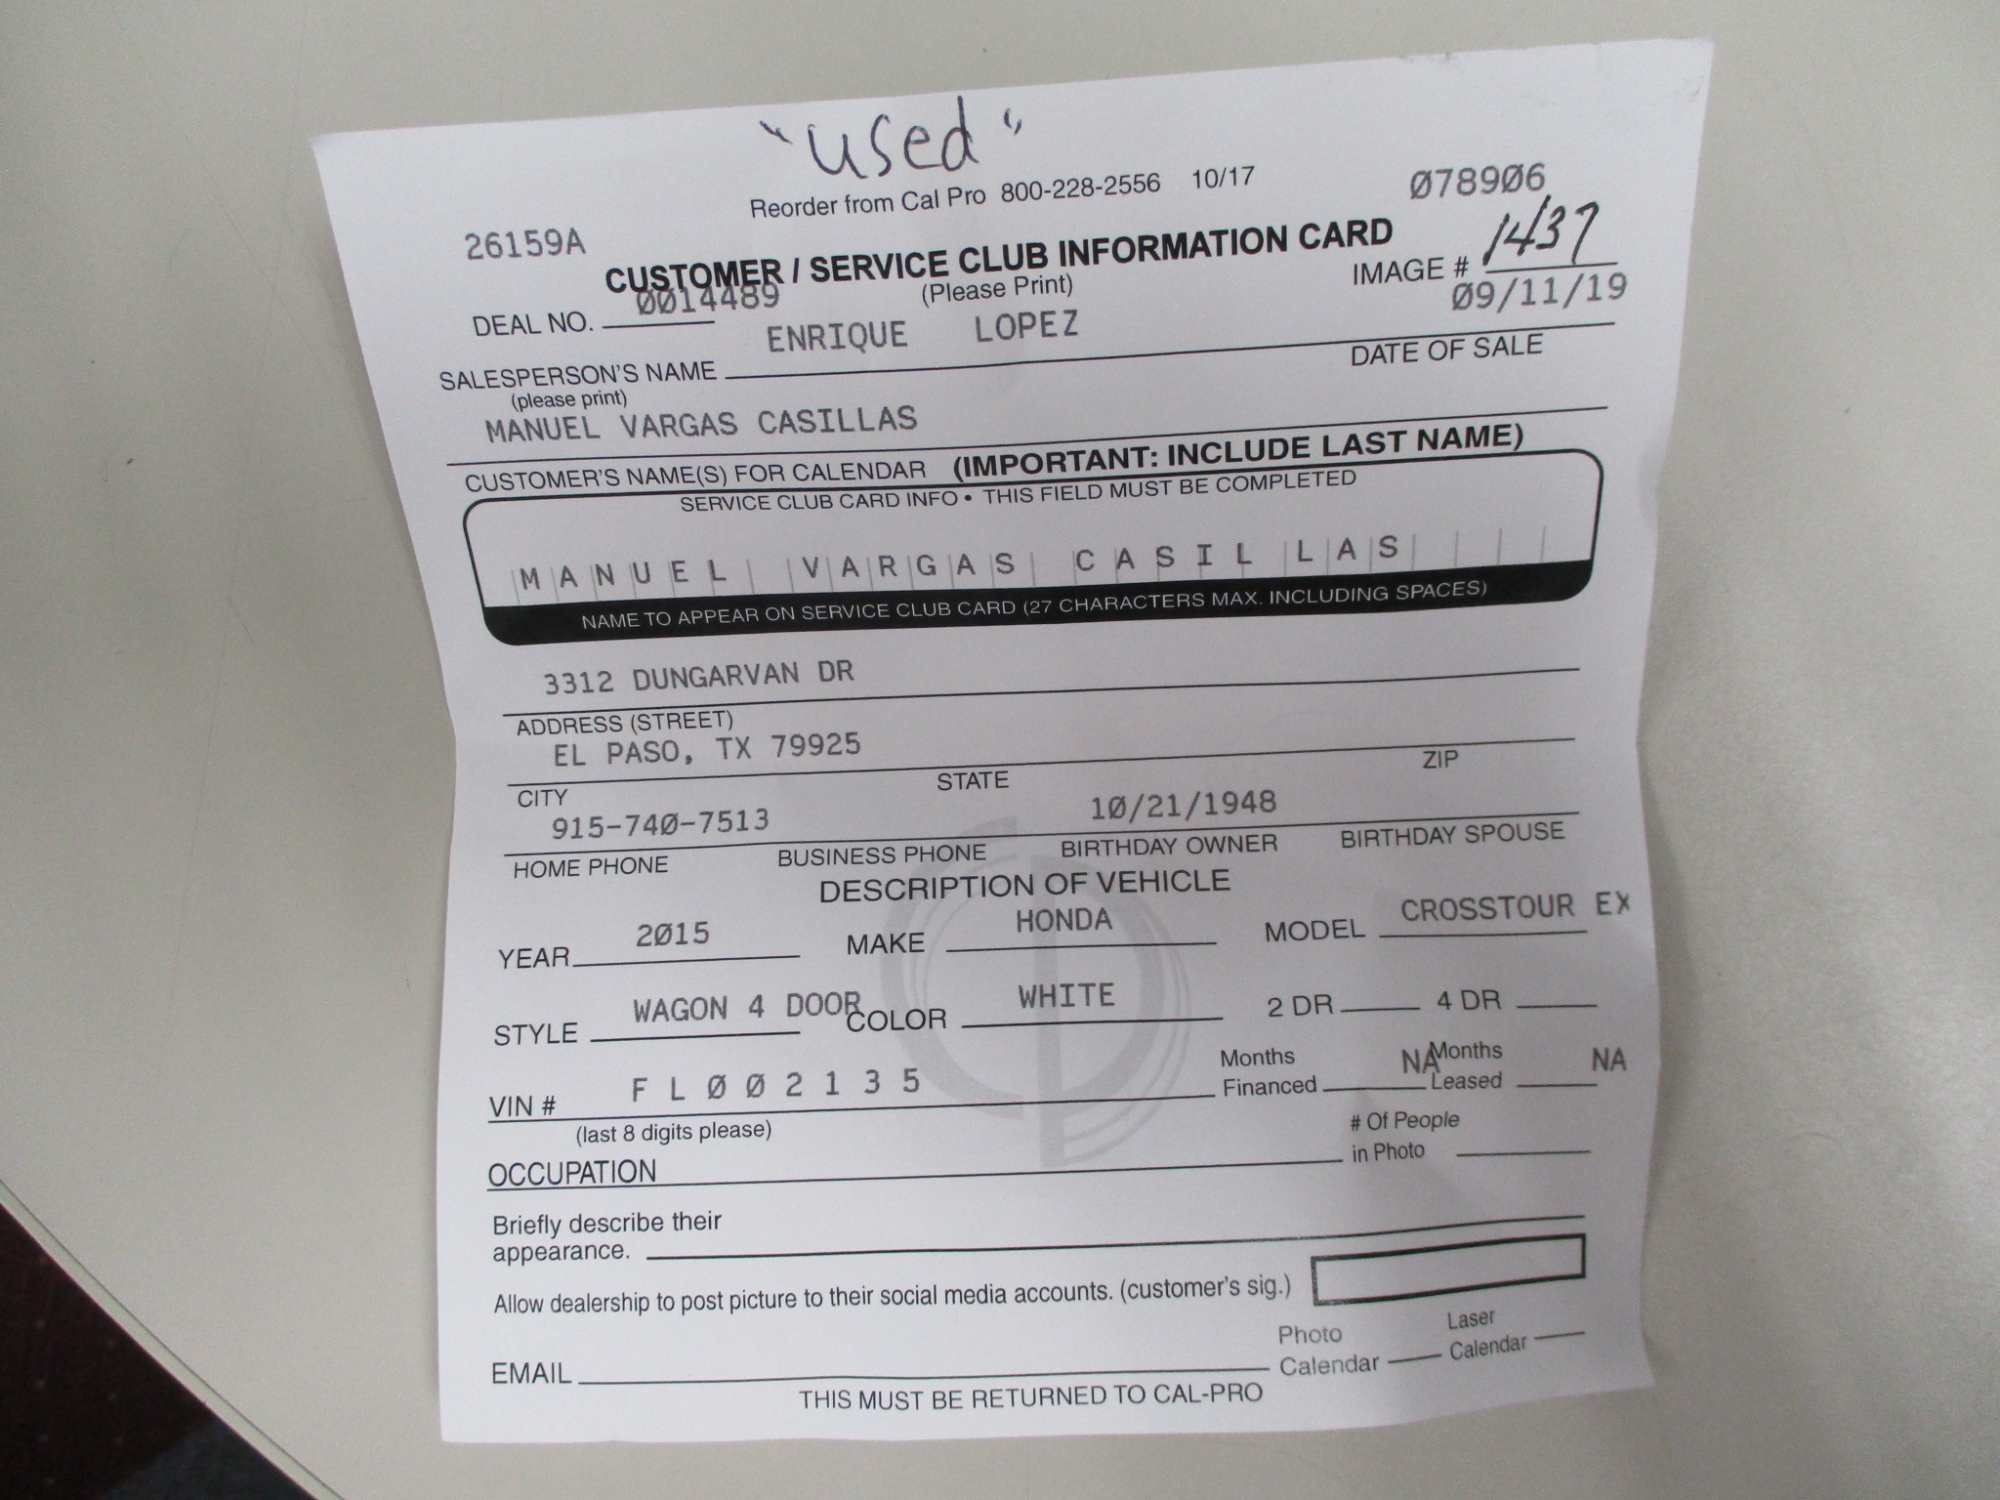 "used"
Reorder from Cal Pro 800-228-2556 10/17
26159A
Ø789Ø6
CUSTOMER / SERVICE CLUB INFORMATION CARD
(Please Print)
IMAGE # 1437
DEAL NO. ØØ14489
Ø9/11/19
DATE OF SALE
SALESPERSON'S NAME ENRIQUE LOPEZ
(please print)
MANUEL VARGAS CASILLAS
CUSTOMER'S NAME(S) FOR CALENDAR (IMPORTANT: INCLUDE LAST NAME)
SERVICE CLUB CARD INFO • THIS FIELD MUST BE COMPLETED
MANUEL VARGAS CASILLAS
NAME TO APPEAR ON SERVICE CLUB CARD (27 CHARACTERS MAX. INCLUDING SPACES)
3312 DUNGARVAN DR
ADDRESS (STREET)
EL PASO, TX 79925
CITY STATE ZIP
915-74Ø-7513 1Ø/21/1948
HOME PHONE BUSINESS PHONE BIRTHDAY OWNER BIRTHDAY SPOUSE
DESCRIPTION OF VEHICLE
YEAR 2Ø15 MAKE HONDA MODEL CROSSTOUR EX
STYLE WAGON 4 DOOR COLOR WHITE 2 DR 4 DR
VIN # F L Ø Ø 2 1 3 5 Months Financed NA Months Leased NA
(last 8 digits please)
OCCUPATION # Of People in Photo
Briefly describe their
appearance.
Allow dealership to post picture to their social media accounts. (customer's sig.)
EMAIL Photo Calendar Laser Calendar
THIS MUST BE RETURNED TO CAL-PRO